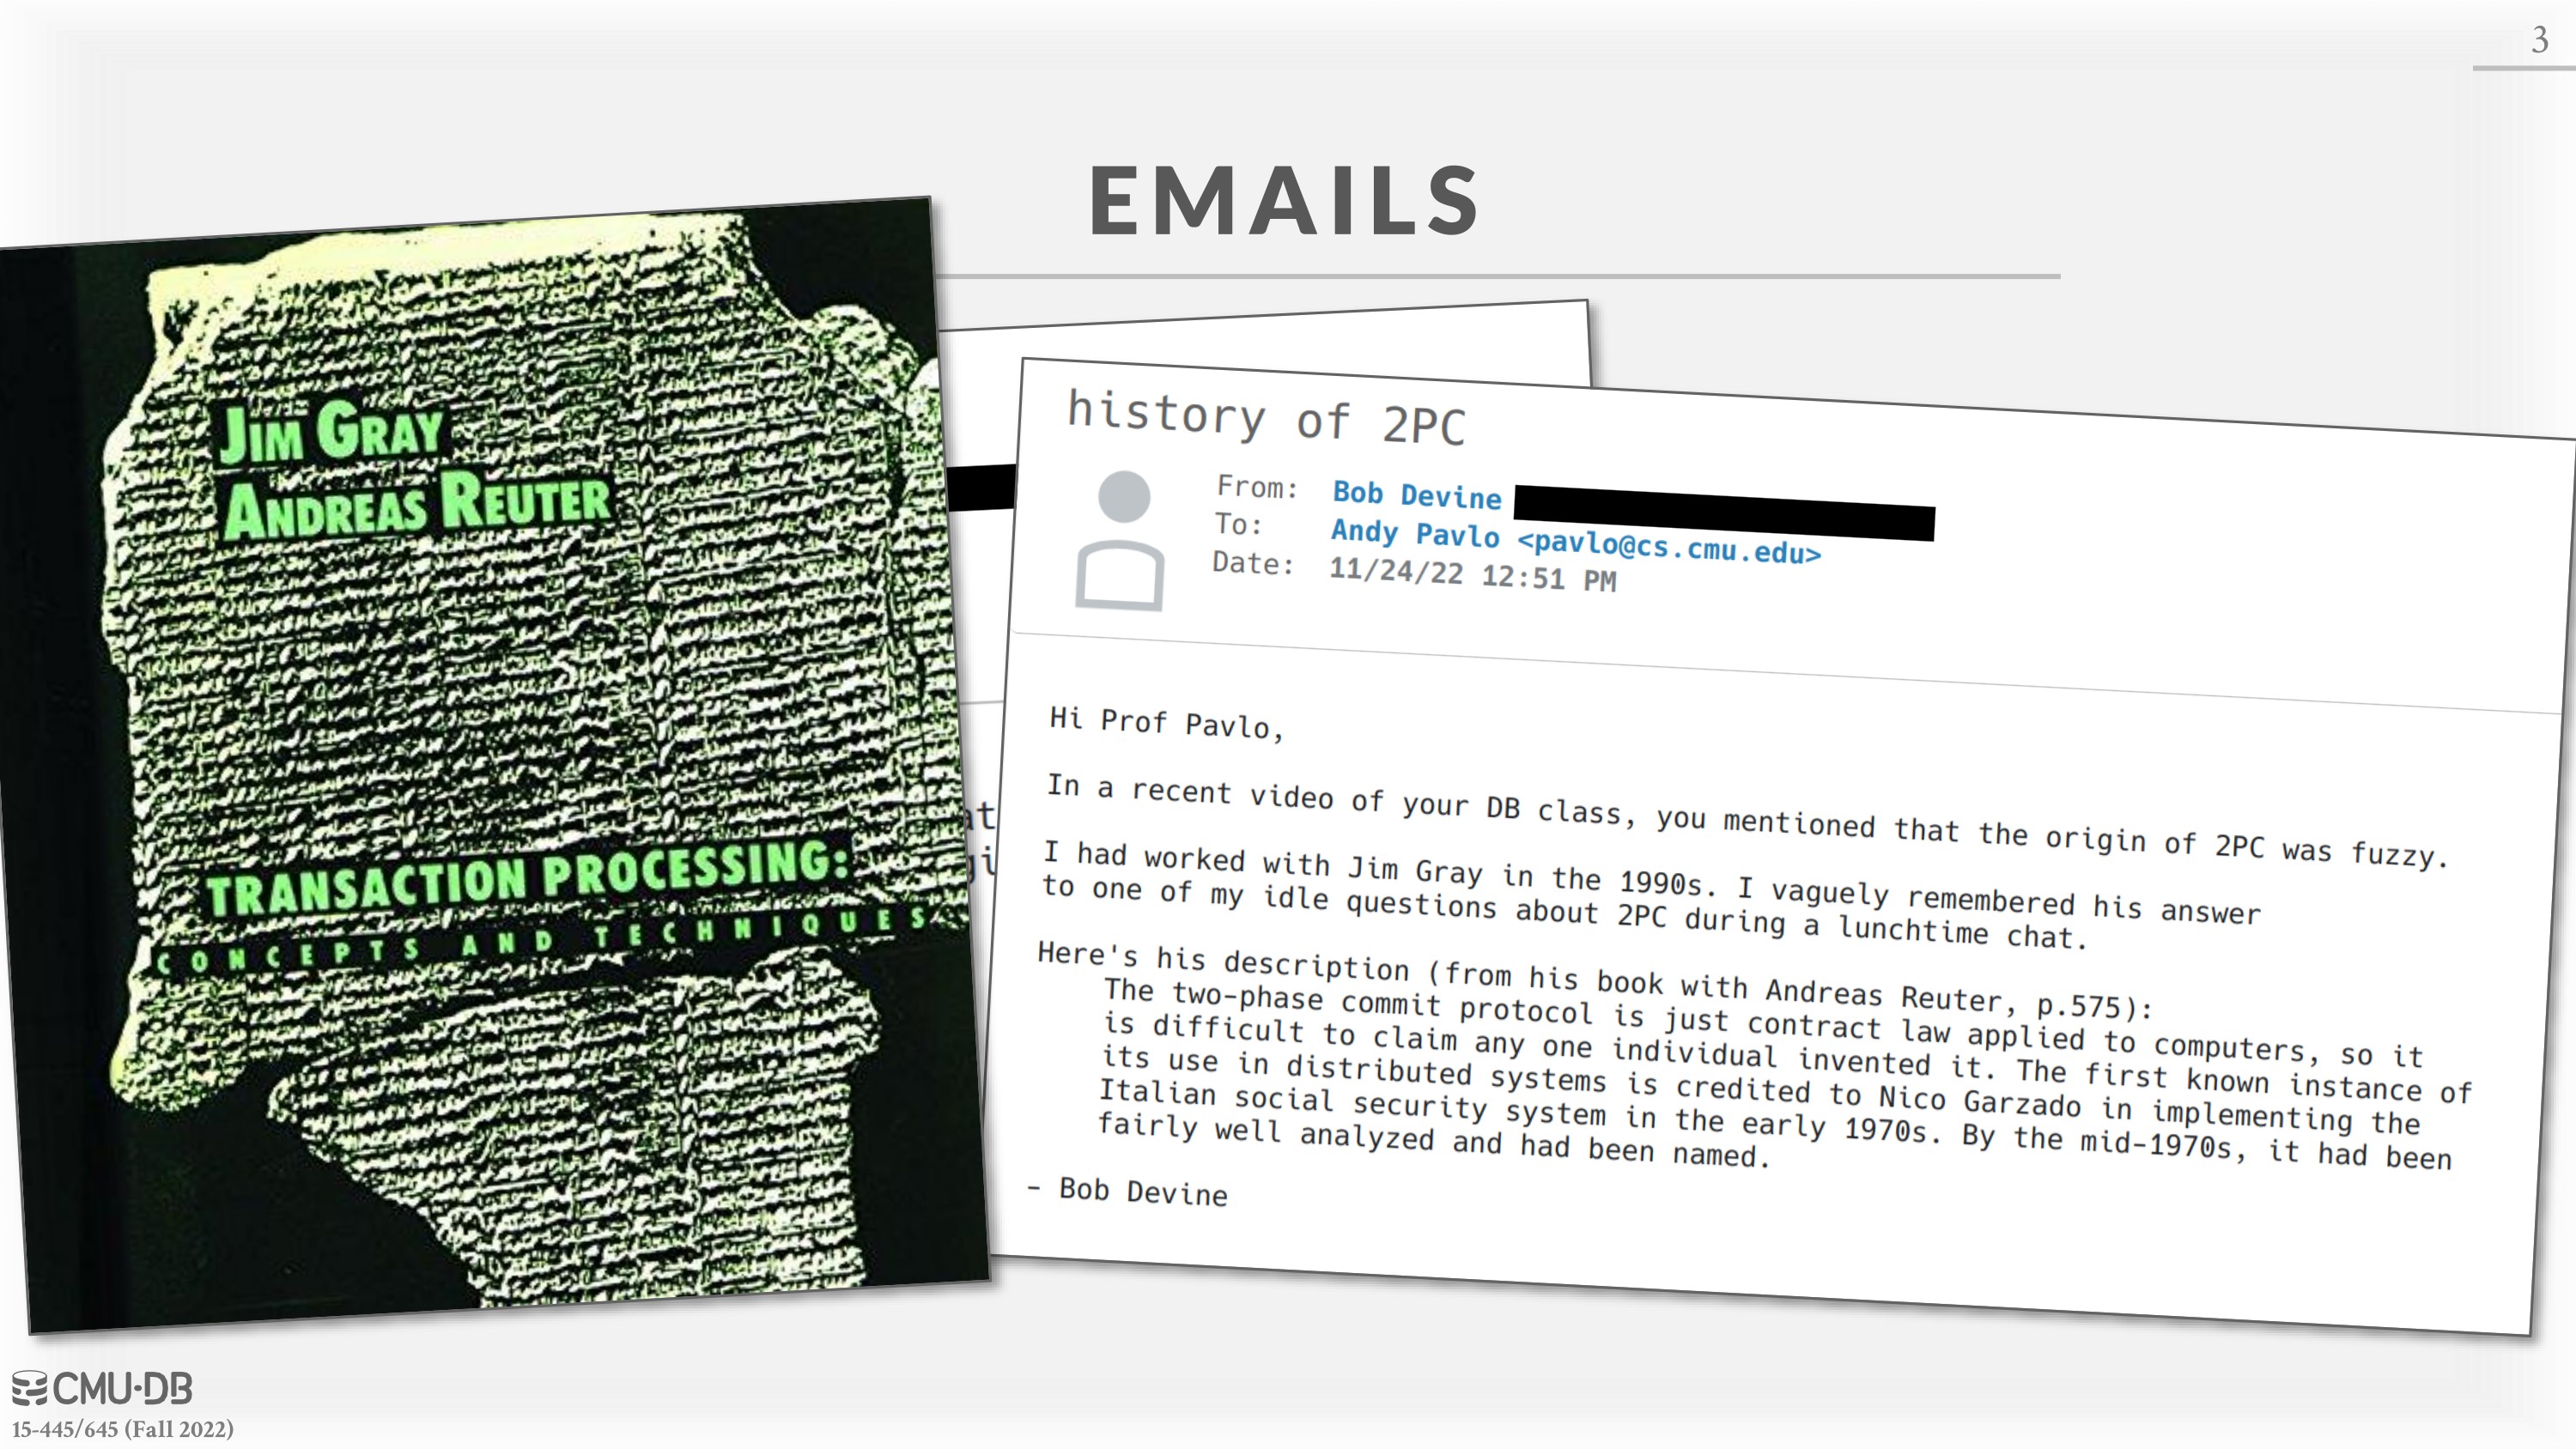 3
EMAILS
JIM GRAY
ANDREAS REUTER
TRANSACTION PROCESSING:
CONCEPTS AND TECHNIQUES
history of 2PC
From: Bob Devine
To: Andy Pavlo <pavlo@cs.cmu.edu>
Date: 11/24/22 12:51 PM
Hi Prof Pavlo,
In a recent video of your DB class, you mentioned that the origin of 2PC was fuzzy.
I had worked with Jim Gray in the 1990s. I vaguely remembered his answer
to one of my idle questions about 2PC during a lunchtime chat.
Here's his description (from his book with Andreas Reuter, p.575):
The two-phase commit protocol is just contract law applied to computers, so it
is difficult to claim any one individual invented it. The first known instance of
its use in distributed systems is credited to Nico Garzado in implementing the
Italian social security system in the early 1970s. By the mid-1970s, it had been
fairly well analyzed and had been named.
- Bob Devine
CMU·DB
15-445/645 (Fall 2022)